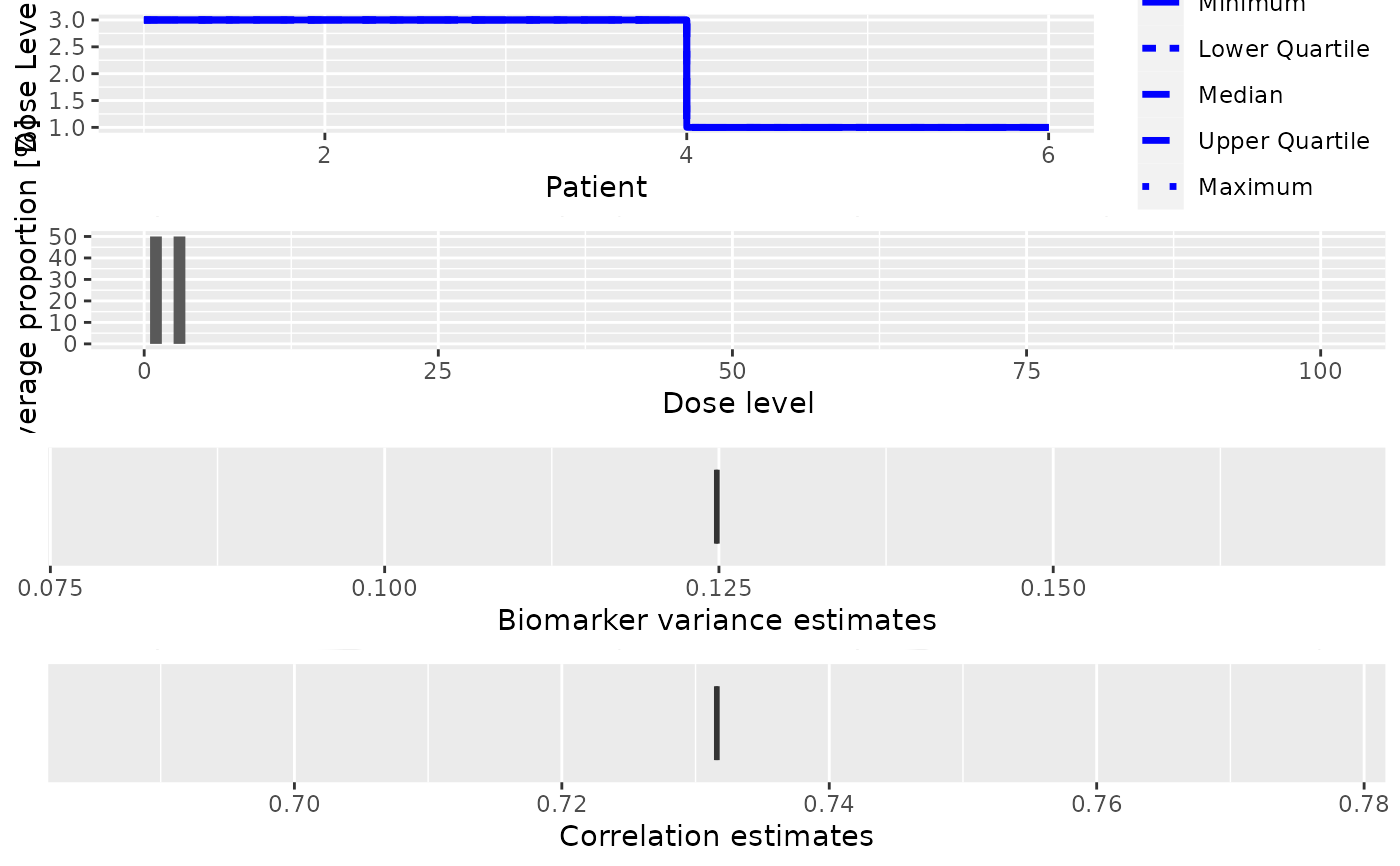 Dose Leve
3.0
2.5
2.0
1.5
1.0
2
4
6
Patient
Minimum
Lower Quartile
Median
Upper Quartile
Maximum
verage proportion [%]
50
40
30
20
10
0
0
25
50
75
100
Dose level
0.075
0.100
0.125
0.150
Biomarker variance estimates
0.70
0.72
0.74
0.76
0.78
Correlation estimates